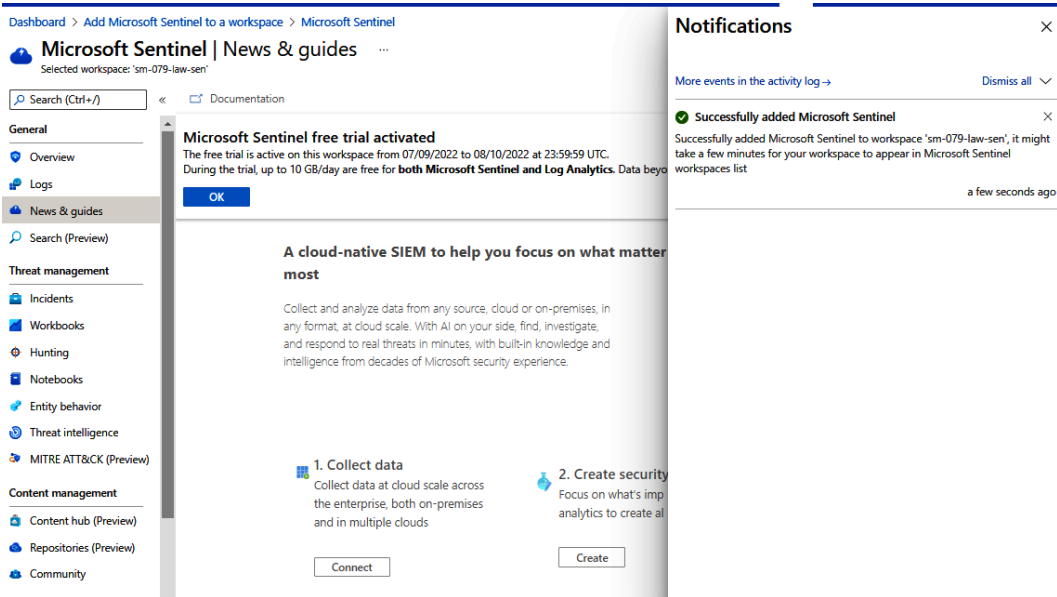 Dashboard > Add Microsoft Sentinel to a workspace > Microsoft Sentinel
Microsoft Sentinel | News & guides ...
Selected workspace: 'sm-079-law-sen'
Search (Ctrl+/)
«
Documentation
General
Overview
Logs
News & guides
Search (Preview)
Threat management
Incidents
Workbooks
Hunting
Notebooks
Entity behavior
Threat intelligence
MITRE ATT&CK (Preview)
Content management
Content hub (Preview)
Repositories (Preview)
Community
Microsoft Sentinel free trial activated
The free trial is active on this workspace from 07/09/2022 to 08/10/2022 at 23:59:59 UTC.
During the trial, up to 10 GB/day are free for both Microsoft Sentinel and Log Analytics. Data beyo
OK
A cloud-native SIEM to help you focus on what matter
most
Collect and analyze data from any source, cloud or on-premises, in
any format, at cloud scale. With AI on your side, find, investigate,
and respond to real threats in minutes, with built-in knowledge and
intelligence from decades of Microsoft security experience.
1. Collect data
Collect data at cloud scale across
the enterprise, both on-premises
and in multiple clouds
Connect
2. Create security
Focus on what's imp
analytics to create al
Create
Notifications
More events in the activity log →
Dismiss all
Successfully added Microsoft Sentinel
Successfully added Microsoft Sentinel to workspace 'sm-079-law-sen', it might
take a few minutes for your workspace to appear in Microsoft Sentinel
workspaces list
a few seconds ago